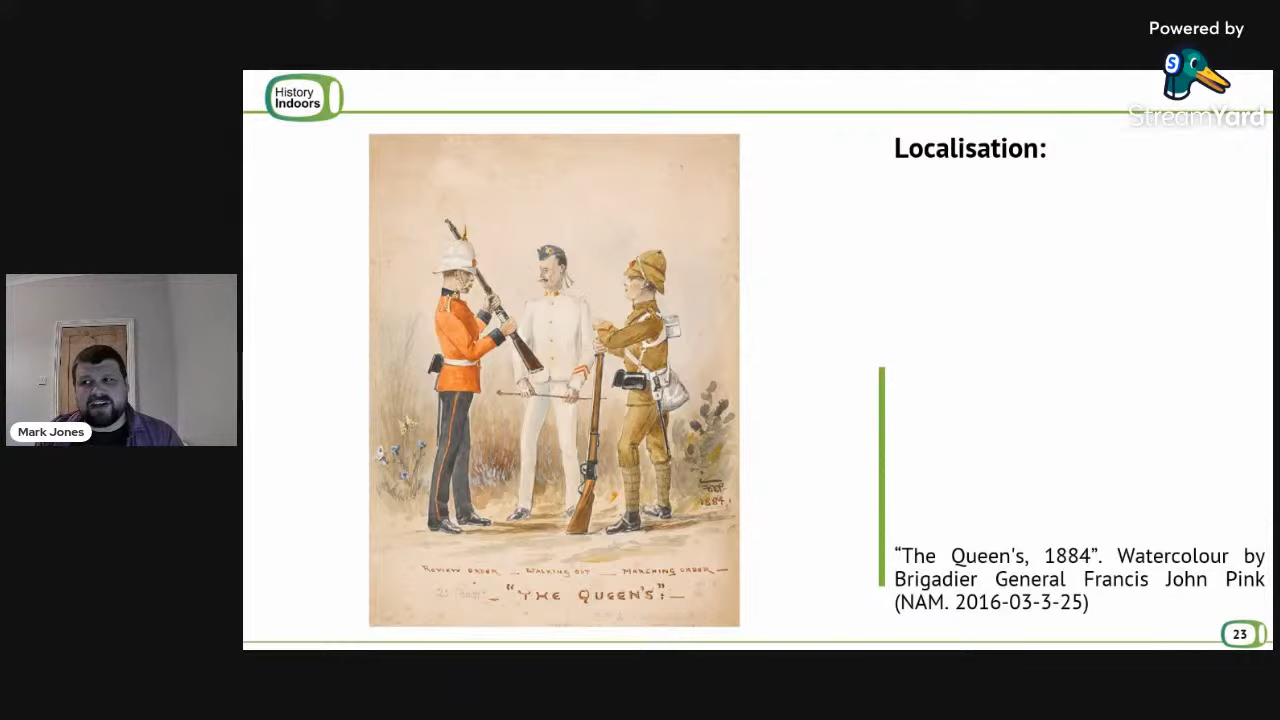 Powered by
S
StreamYard
History
Indoors
Localisation:
1884
REVIEW ORDER — WALKING OUT — MARCHING ORDER —
"THE QUEEN'S":—
Mark Jones
“The Queen's, 1884”. Watercolour by
Brigadier General Francis John Pink
(NAM. 2016-03-3-25)
23